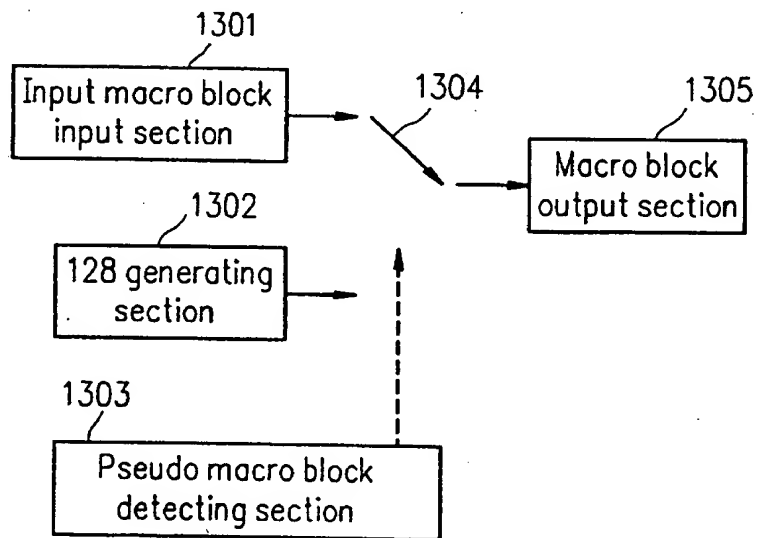 1301
Input macro block
input section
1304
1305
Macro block
output section
1302
128 generating
section
1303
Pseudo macro block
detecting section